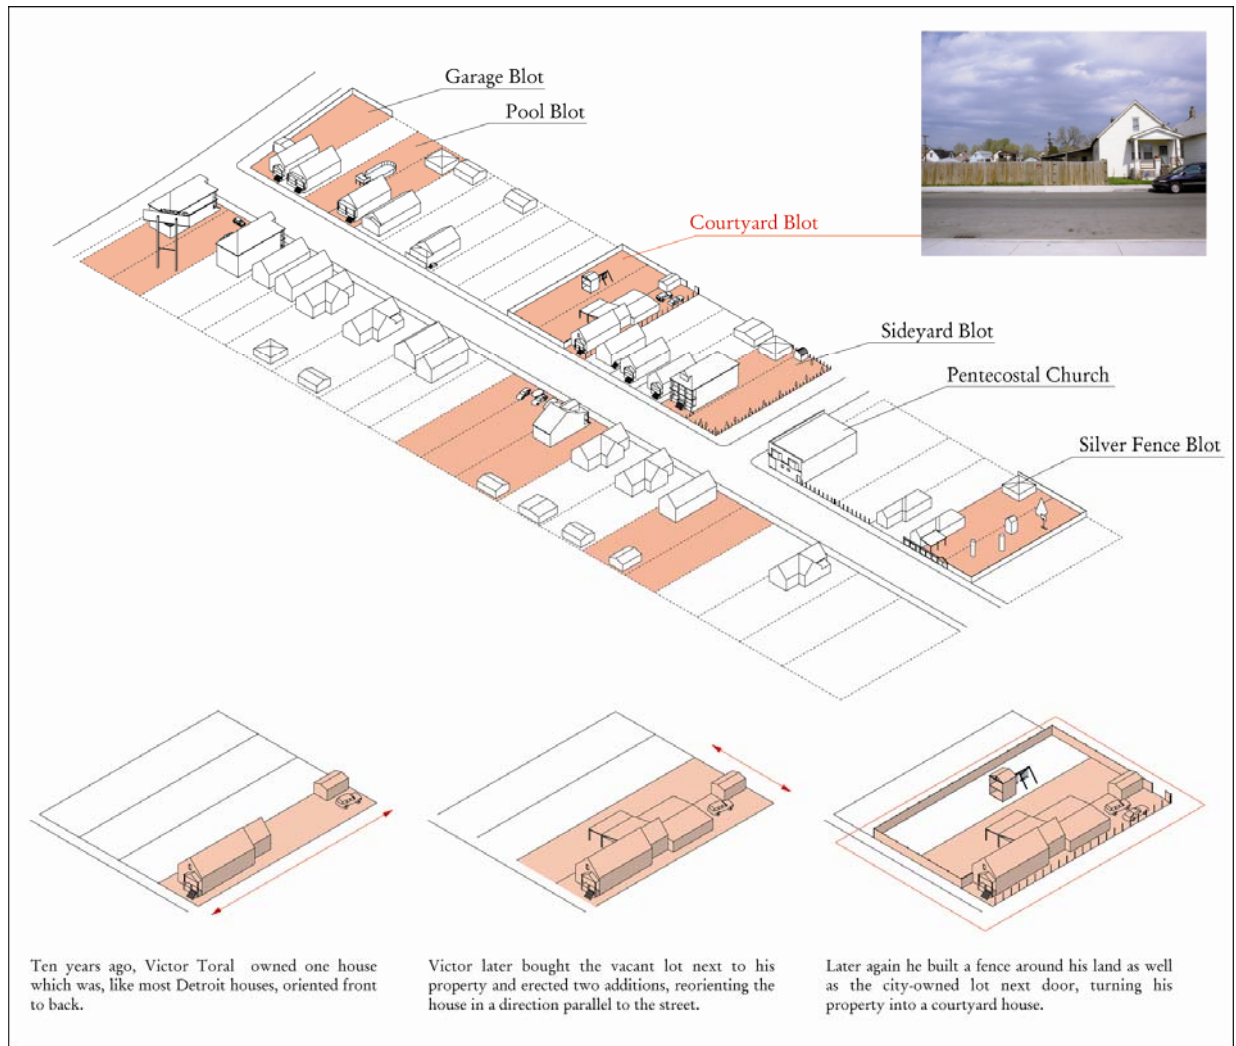 Garage Blot
Pool Blot
Courtyard Blot
Sideyard Blot
Pentecostal Church
Silver Fence Blot
Ten years ago, Victor Toral owned one house
which was, like most Detroit houses, oriented front
to back.
Victor later bought the vacant lot next to his
property and erected two additions, reorienting the
house in a direction parallel to the street.
Later again he built a fence around his land as well
as the city-owned lot next door, turning his
property into a courtyard house.